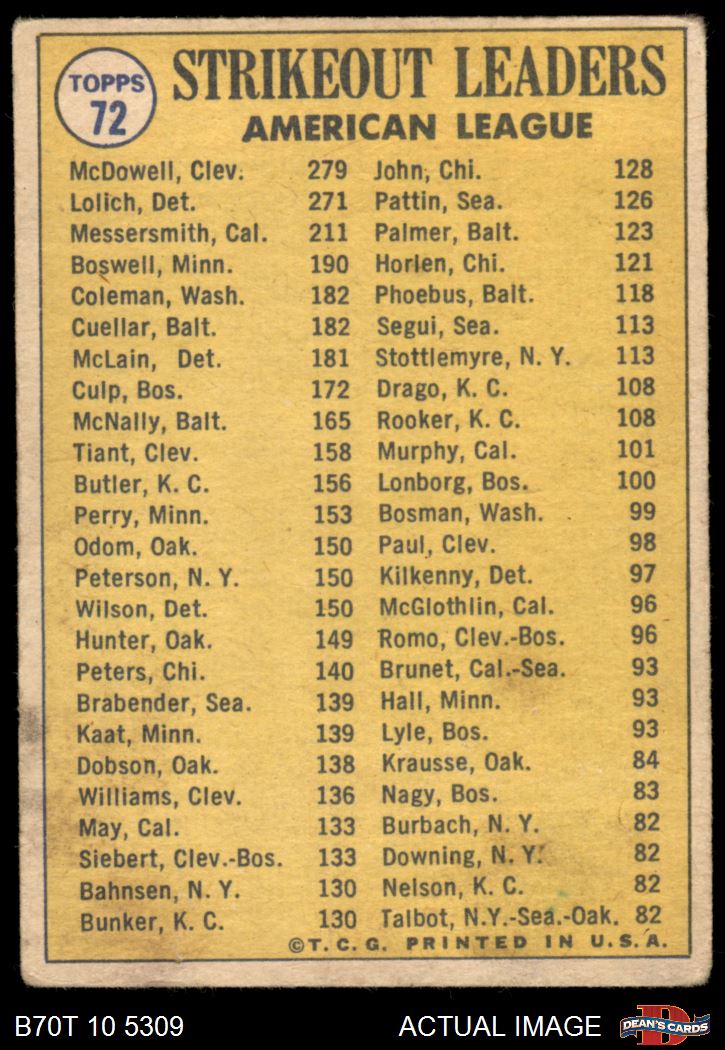 TOPPS
72
STRIKEOUT LEADERS
AMERICAN LEAGUE
McDowell, Clev. 279
Lolich, Det. 271
Messersmith, Cal. 211
Boswell, Minn. 190
Coleman, Wash. 182
Cuellar, Balt. 182
McLain, Det. 181
Culp, Bos. 172
McNally, Balt. 165
Tiant, Clev. 158
Butler, K. C. 156
Perry, Minn. 153
Odom, Oak. 150
Peterson, N. Y. 150
Wilson, Det. 150
Hunter, Oak. 149
Peters, Chi. 140
Brabender, Sea. 139
Kaat, Minn. 139
Dobson, Oak. 138
Williams, Clev. 136
May, Cal. 133
Siebert, Clev.-Bos. 133
Bahnsen, N. Y. 130
Bunker, K. C. 130
John, Chi. 128
Pattin, Sea. 126
Palmer, Balt. 123
Horlen, Chi. 121
Phoebus, Balt. 118
Segui, Sea. 113
Stottlemyre, N. Y. 113
Drago, K. C. 108
Rooker, K. C. 108
Murphy, Cal. 101
Lonborg, Bos. 100
Bosman, Wash. 99
Paul, Clev. 98
Kilkenny, Det. 97
McGlothlin, Cal. 96
Romo, Clev.-Bos. 96
Brunet, Cal.-Sea. 93
Hall, Minn. 93
Lyle, Bos. 93
Krausse, Oak. 84
Nagy, Bos. 83
Burbach, N. Y. 82
Downing, N. Y. 82
Nelson, K. C. 82
Talbot, N.Y.-Sea.-Oak. 82
©T. C. G. PRINTED IN U. S. A.
B70T 10 5309 ACTUAL IMAGE
DEAN'S CARDS